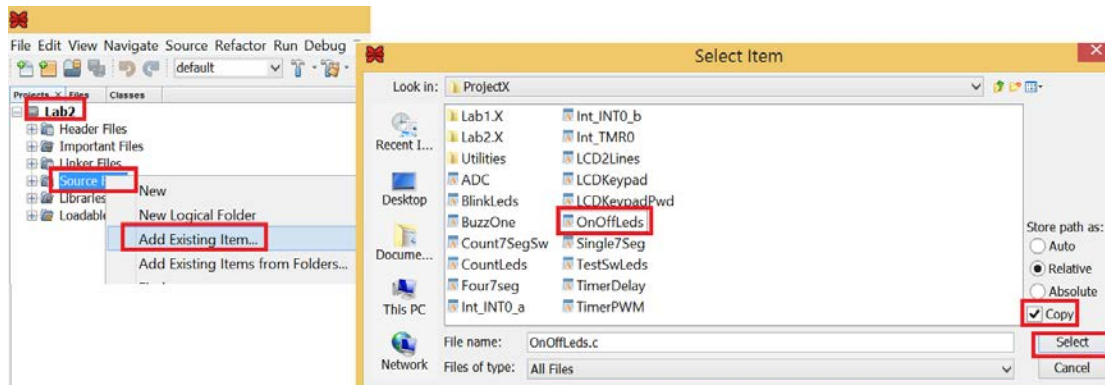 File Edit View Navigate Source Refactor Run Debug
default
Projects X Files Classes
Lab2
Header Files
Important Files
Linker Files
Source
Libraries
New
New Logical Folder
Add Existing Item...
Add Existing Items from Folders...
Select Item
Look in: ProjectX
Recent I...
Desktop
Docume...
This PC
Network
Lab1.X
Lab2.X
Utilities
ADC
BlinkLeds
BuzzOne
Count7SegSw
CountLeds
Four7seg
Int_INT0_a
Int_INT0_b
Int_TMR0
LCD2Lines
LCDKeypad
LCDKeypadPwd
OnOffLeds
Single7Seg
TestSwLeds
TimerDelay
TimerPWM
Store path as:
Auto
Relative
Absolute
Copy
File name: OnOffLeds.c
Select
Files of type: All Files
Cancel